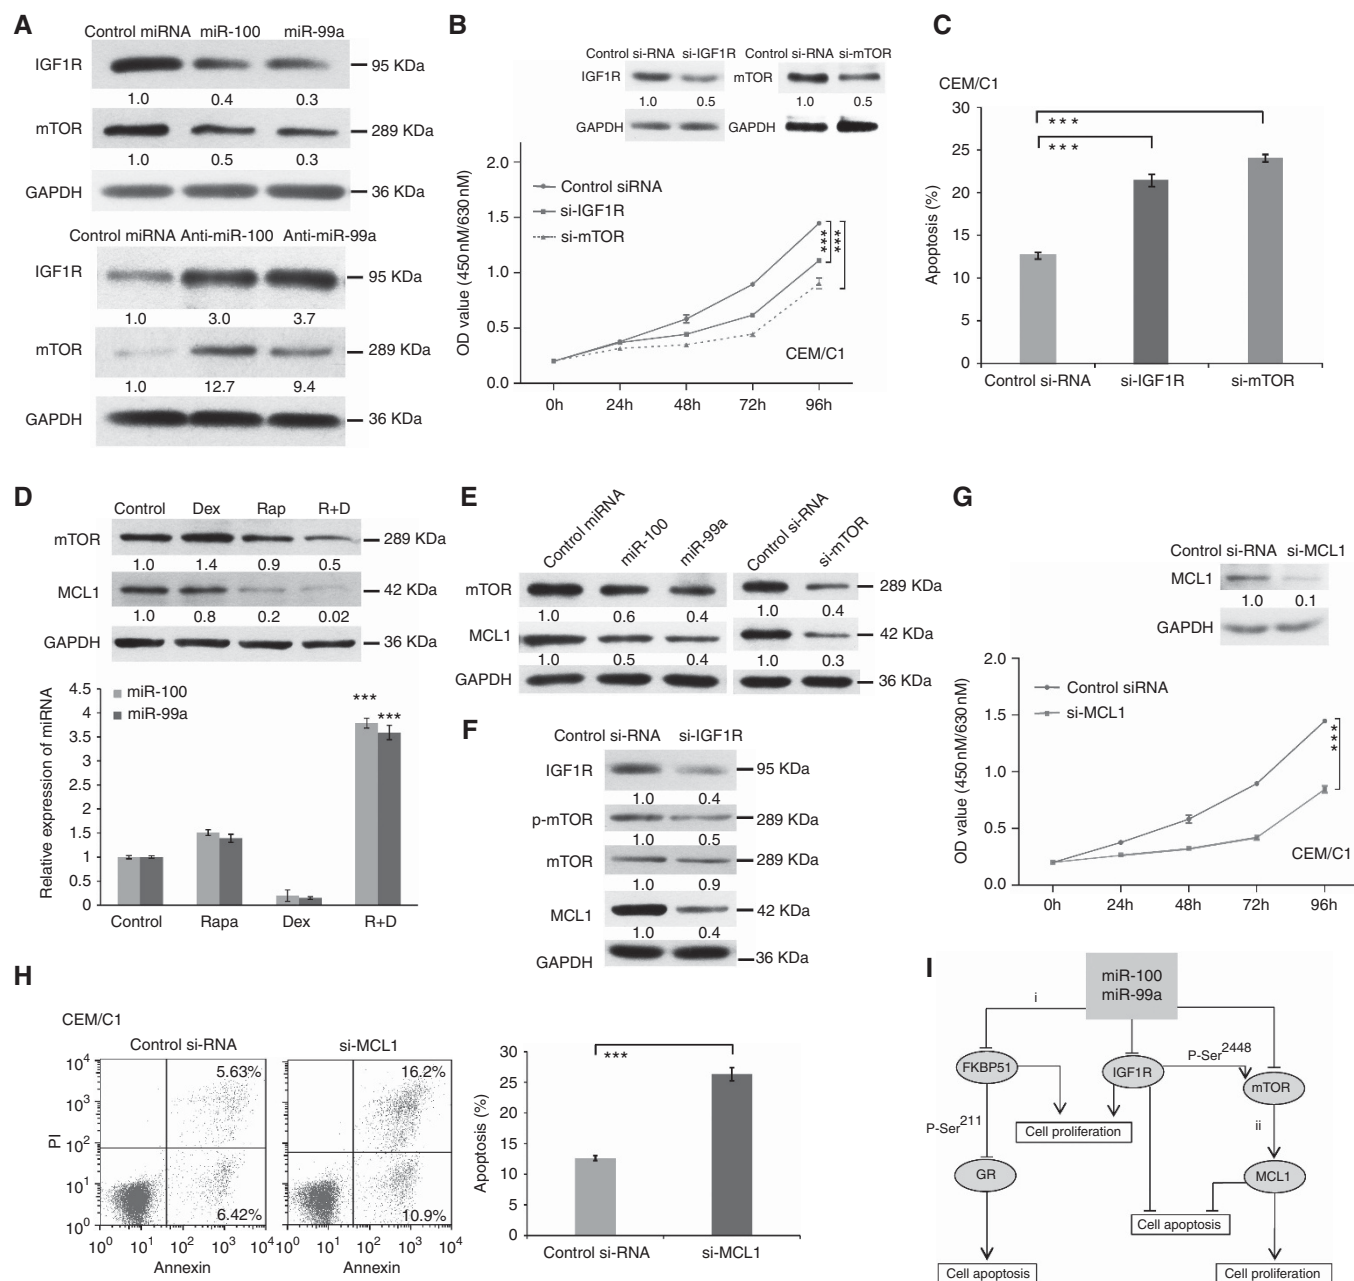 A
Control miRNA miR-100 miR-99a
IGF1R 95 KDa
1.0 0.4 0.3
mTOR 289 KDa
1.0 0.5 0.3
GAPDH 36 KDa
Control miRNA Anti-miR-100 Anti-miR-99a
IGF1R 95 KDa
1.0 3.0 3.7
mTOR 289 KDa
1.0 12.7 9.4
GAPDH 36 KDa
B
Control si-RNA si-IGF1R Control si-RNA si-mTOR
IGF1R mTOR
1.0 0.5 1.0 0.5
GAPDH GAPDH
OD value (450 nM/630 nM)
2.0
1.5
1.0
0.5
0.0
Control siRNA
si-IGF1R
si-mTOR
***
***
CEM/C1
0h 24h 48h 72h 96h
C
CEM/C1
Apoptosis (%)
30
25
20
15
10
5
0
***
***
Control si-RNA si-IGF1R si-mTOR
D
Control Dex Rap R+D
mTOR 289 KDa
1.0 1.4 0.9 0.5
MCL1 42 KDa
1.0 0.8 0.2 0.02
GAPDH 36 KDa
Relative expression of miRNA
4.5
4
3.5
3
2.5
2
1.5
1
0.5
0
miR-100
miR-99a
***
***
Control Rapa Dex R+D
E
Control miRNA miR-100 miR-99a Control si-RNA si-mTOR
mTOR 289 KDa
1.0 0.6 0.4 1.0 0.4
MCL1 42 KDa
1.0 0.5 0.4 1.0 0.3
GAPDH 36 KDa
F
Control si-RNA si-IGF1R
IGF1R 95 KDa
1.0 0.4
p-mTOR 289 KDa
1.0 0.5
mTOR 289 KDa
1.0 0.9
MCL1 42 KDa
1.0 0.4
GAPDH 36 KDa
G
Control si-RNA si-MCL1
MCL1
1.0 0.1
GAPDH
OD value (450 nM/630 nM)
2.0
1.5
1.0
0.5
0.0
Control siRNA
si-MCL1
***
CEM/C1
0h 24h 48h 72h 96h
H
CEM/C1
Control si-RNA si-MCL1
PI
10⁴
10³
10²
10¹
10⁰
5.63%
6.42%
16.2%
10.9%
10⁰ 10¹ 10² 10³ 10⁴ 10⁰ 10¹ 10² 10³ 10⁴
Annexin Annexin
Apoptosis (%)
30
25
20
15
10
5
0
***
Control si-RNA si-MCL1
I
miR-100
miR-99a
i
FKBP51 IGF1R P-Ser²⁴⁴⁸ mTOR
Cell proliferation
P-Ser²¹¹ ii
GR MCL1
Cell apoptosis
Cell apoptosis Cell proliferation